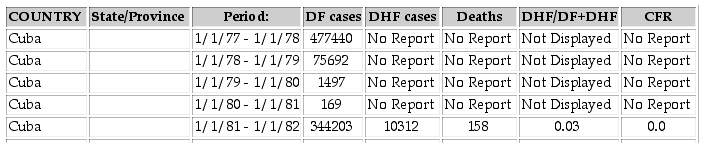 COUNTRY State/Province Period: DF cases DHF cases Deaths DHF/DF+DHF CFR
Cuba 1/1/77 - 1/1/78 477440 No Report No Report Not Displayed No Report
Cuba 1/1/78 - 1/1/79 75692 No Report No Report Not Displayed No Report
Cuba 1/1/79 - 1/1/80 1497 No Report No Report Not Displayed No Report
Cuba 1/1/80 - 1/1/81 169 No Report No Report Not Displayed No Report
Cuba 1/1/81 - 1/1/82 344203 10312 158 0.03 0.0